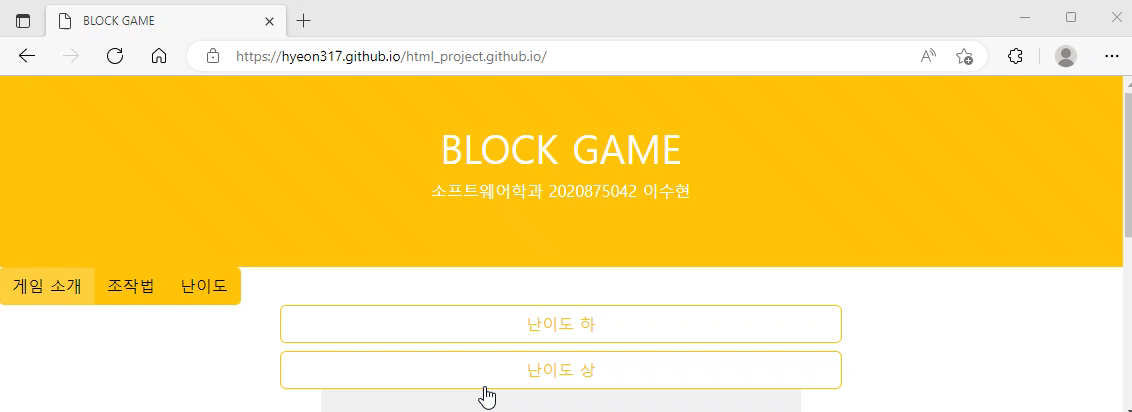 BLOCK GAME
https://hyeon317.github.io/html_project.github.io/
BLOCK GAME
소프트웨어학과 2020875042 이수현
게임 소개 조작법 난이도
난이도 하
난이도 상